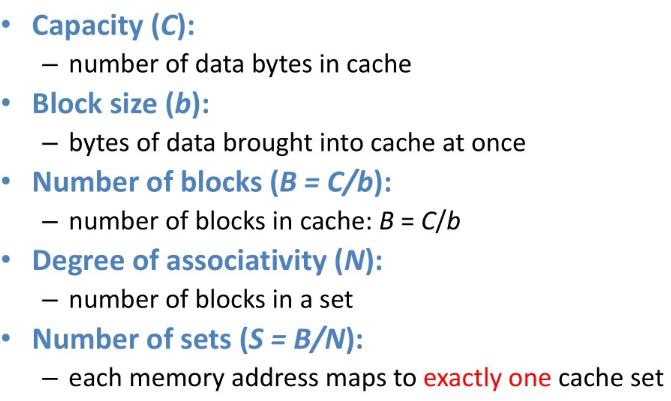 • Capacity (C):
– number of data bytes in cache
• Block size (b):
– bytes of data brought into cache at once
• Number of blocks (B = C/b):
– number of blocks in cache: B = C/b
• Degree of associativity (N):
– number of blocks in a set
• Number of sets (S = B/N):
– each memory address maps to exactly one cache set